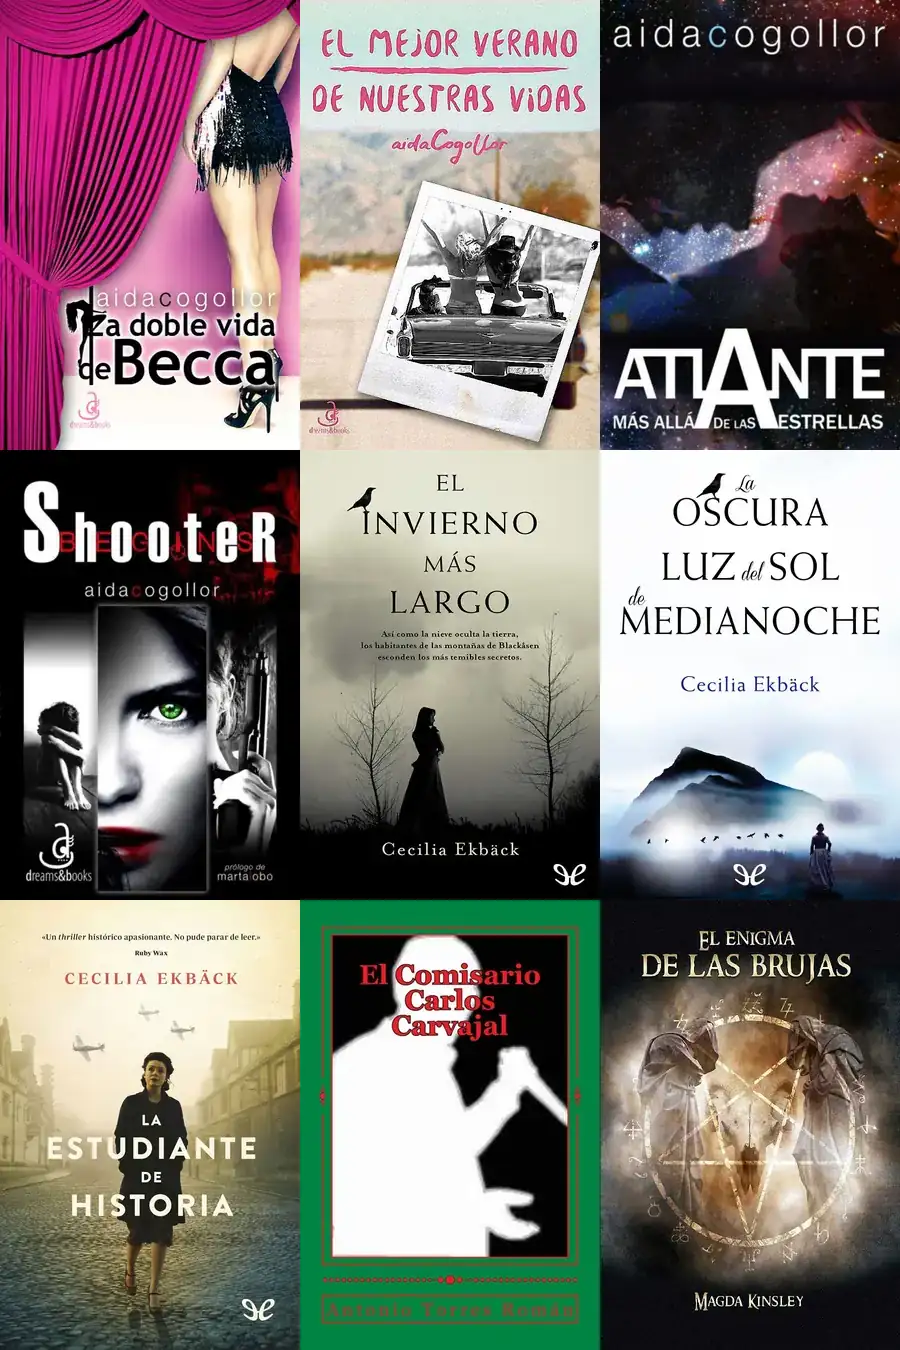 aidacogollor
La doble vida
de Becca
dreams&books
EL MEJOR VERANO
DE NUESTRAS VIDAS
aidaCogollor
dreams&books
aidacogollor
ATLANTE
MÁS ALLÁ DE LAS ESTRELLAS
Shooter
BEGINS
aidacogollor
dreams&books
prólogo de
marta lobo
EL
INVIERNO
MÁS
LARGO
Así como la nieve oculta la tierra,
los habitantes de las montañas de Blackåsen
esconden los más temibles secretos.
Cecilia Ekbäck
La
OSCURA
LUZ del SOL
de
MEDIANOCHE
Cecilia Ekbäck
«Un thriller histórico apasionante. No pude parar de leer.»
Ruby Wax
CECILIA EKBÄCK
LA
ESTUDIANTE
DE
HISTORIA
El Comisario
Carlos
Carvajal
Antonio Torres Román
EL ENIGMA
DE LAS BRUJAS
MAGDA KINSLEY